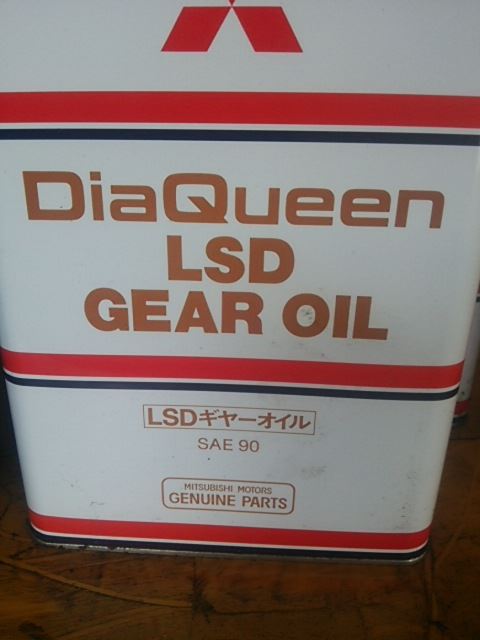 DiaQueen
LSD
GEAR OIL
LSDギヤーオイル
SAE 90
MITSUBISHI MOTORS
GENUINE PARTS